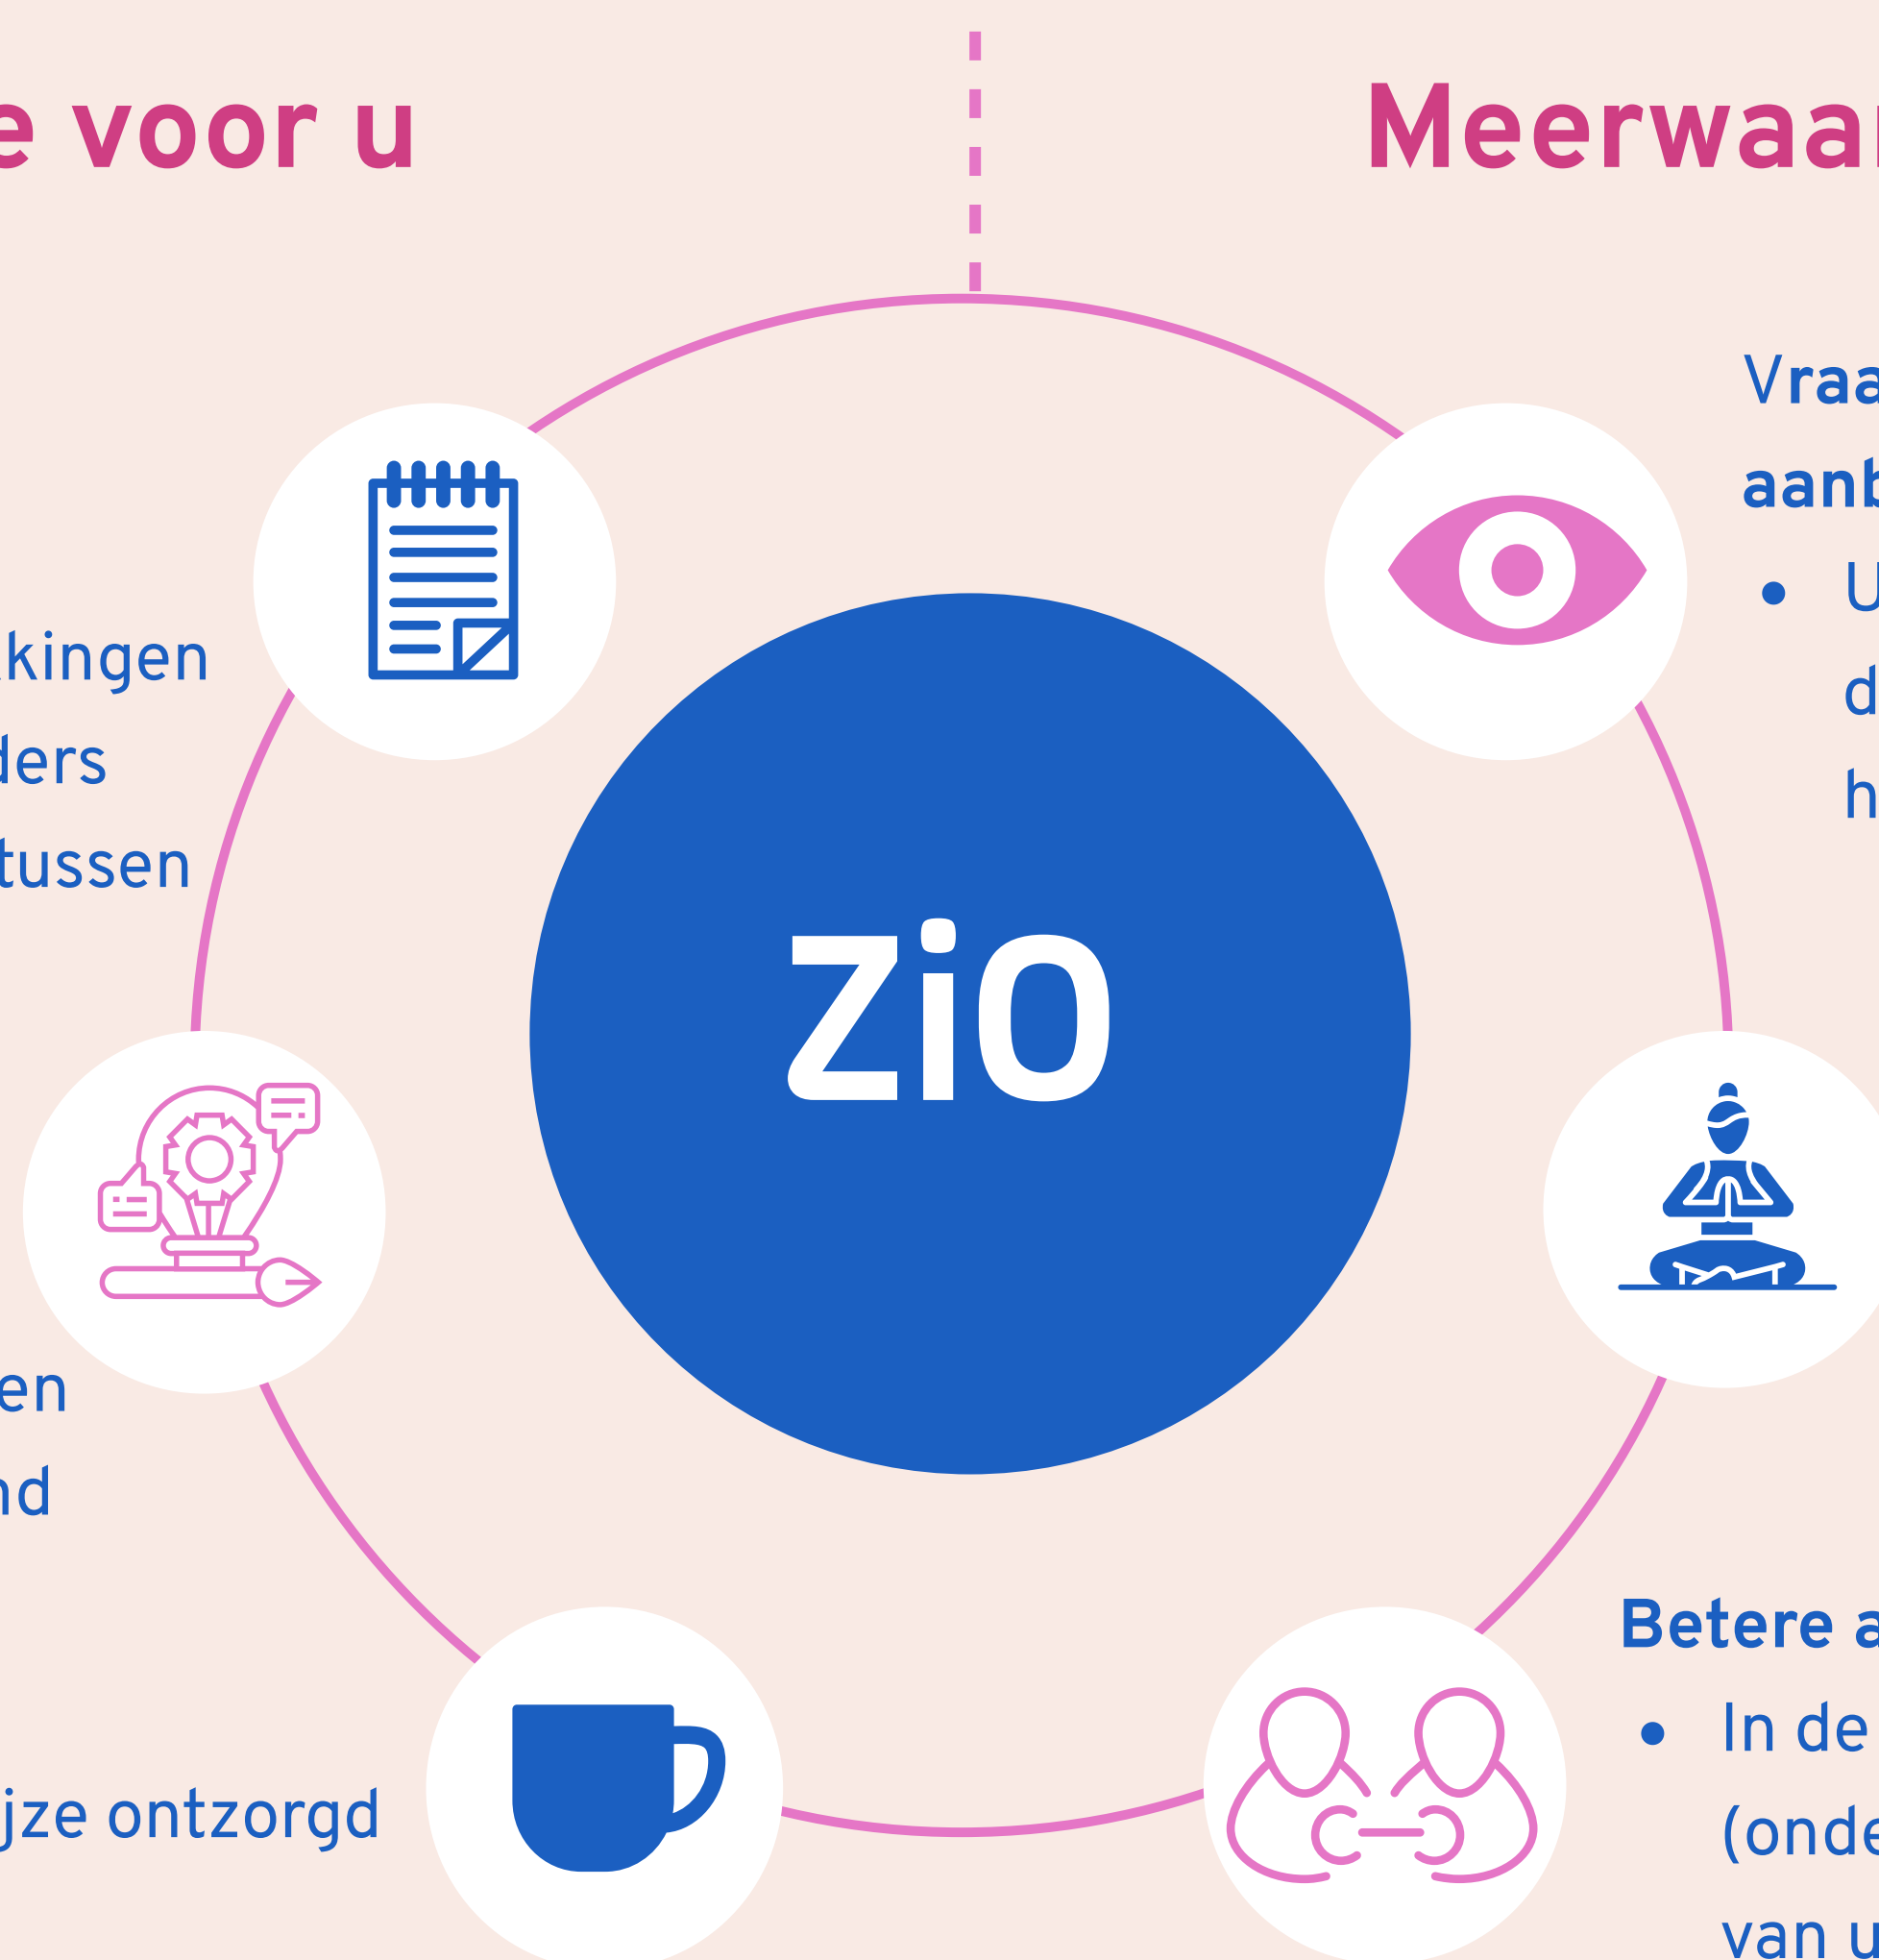 e voor u
kingen
ders
tussen
en
nd
jze ontzorgd
ZiO
Meerwaar
Vraa
aanb
• U
d
h
Betere a
• In de
(onde
van u